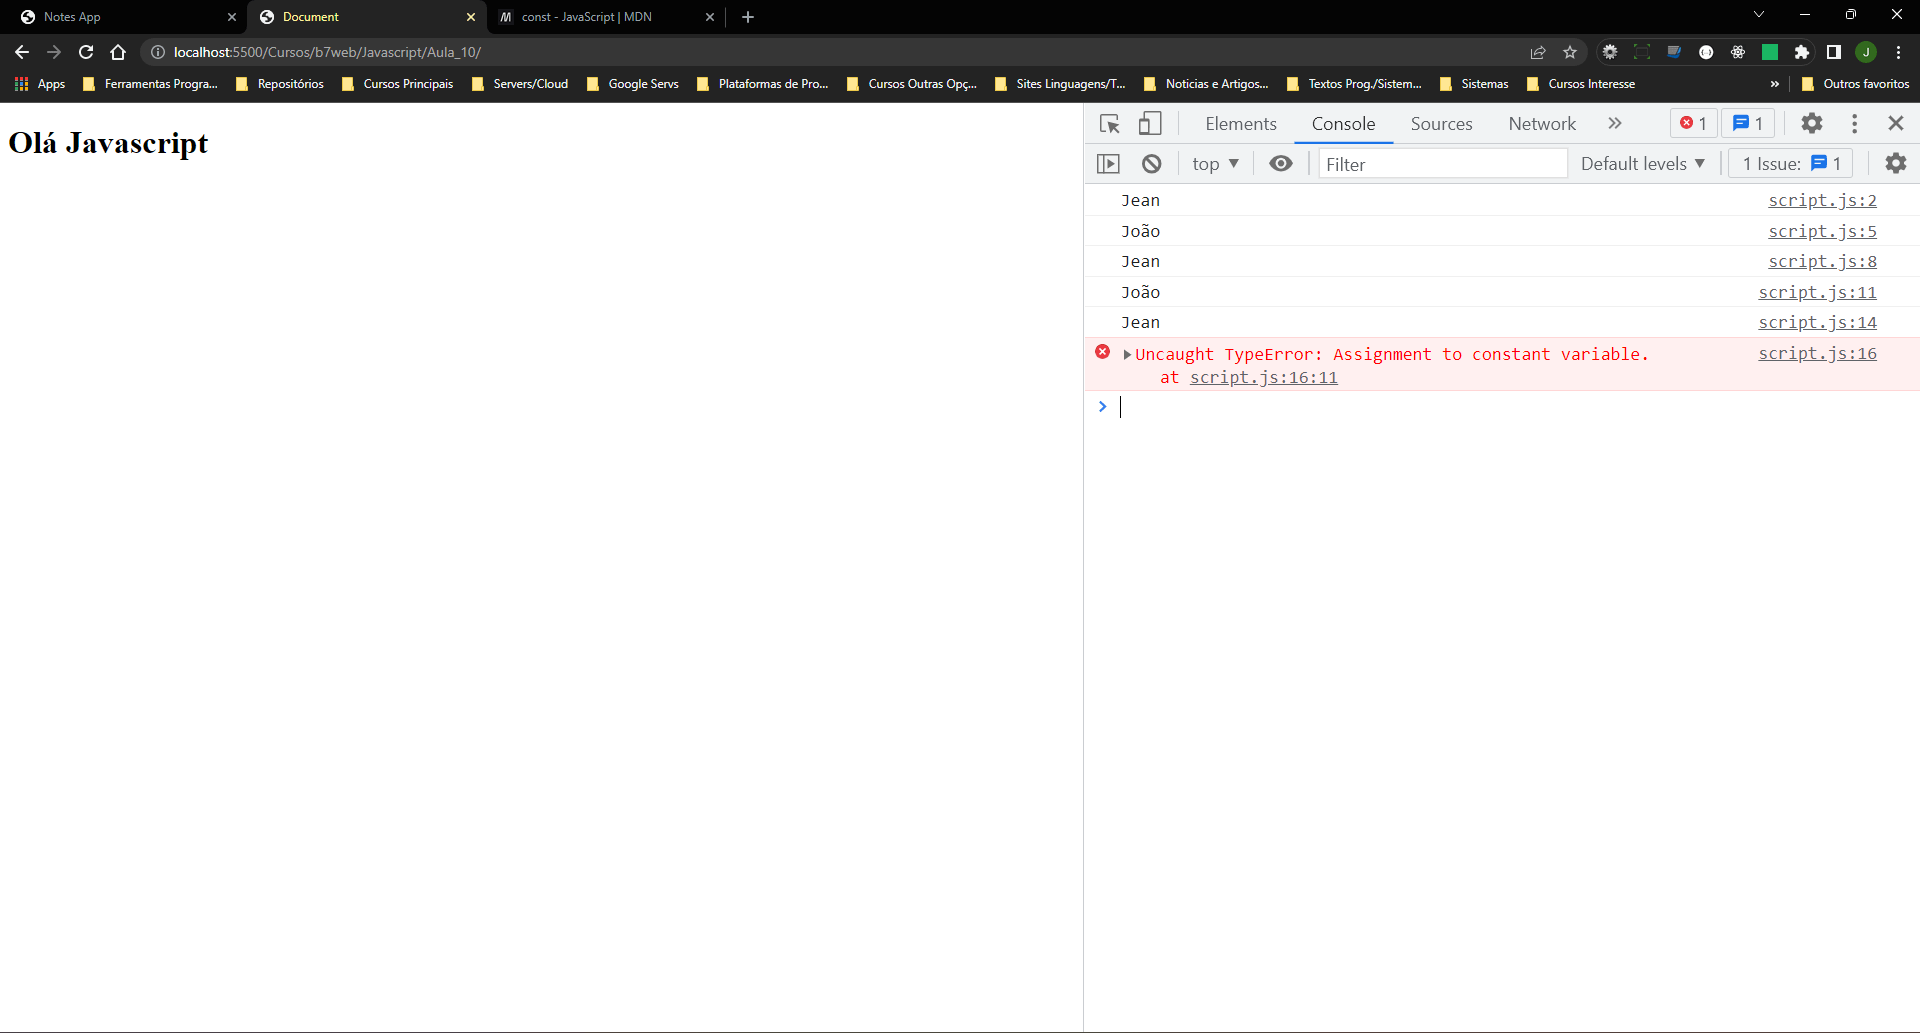 Notes App
Document
const - JavaScript | MDN
localhost:5500/Cursos/b7web/Javascript/Aula_10/
J
Apps
Ferramentas Progra...
Repositórios
Cursos Principais
Servers/Cloud
Google Servs
Plataformas de Pro...
Cursos Outras Opç...
Sites Linguagens/T...
Noticias e Artigos...
Textos Prog./Sistem...
Sistemas
Cursos Interesse
»
Outros favoritos
Olá Javascript
Elements
Console
Sources
Network
1
1
top
Filter
Default levels
1 Issue: 1
Jean script.js:2
João script.js:5
Jean script.js:8
João script.js:11
Jean script.js:14
Uncaught TypeError: Assignment to constant variable. script.js:16
at script.js:16:11